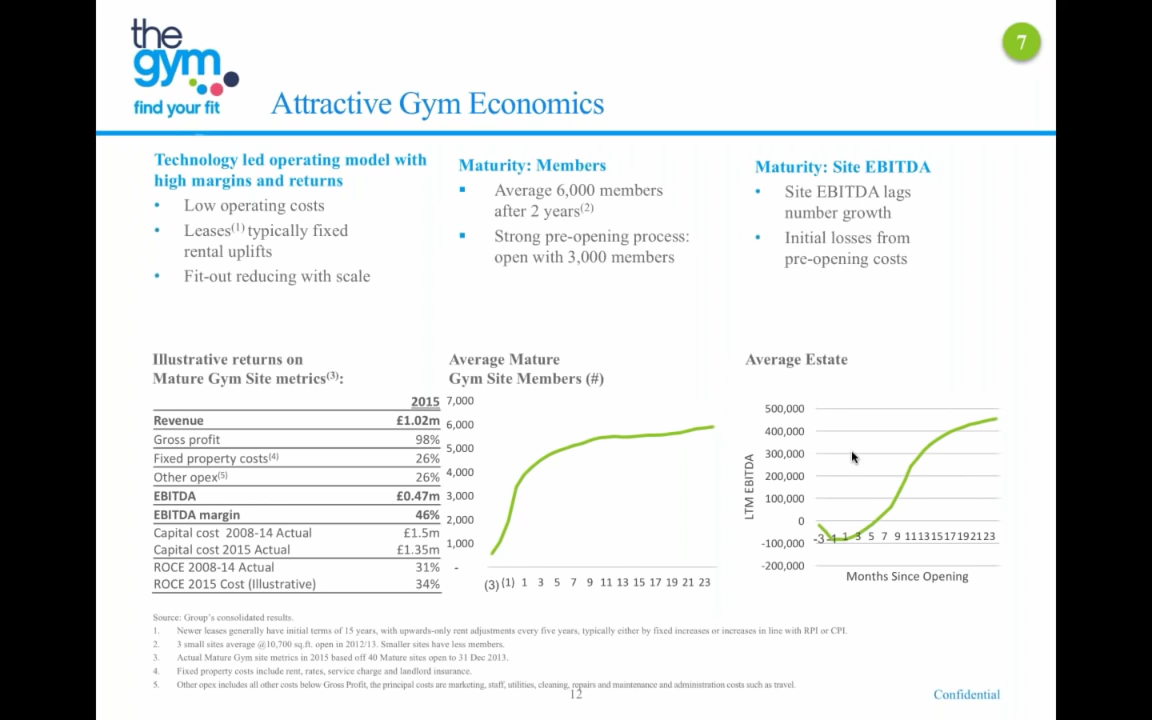 the
gym
find your fit
7
Attractive Gym Economics
Technology led operating model with
high margins and returns
• Low operating costs
• Leases(1) typically fixed
rental uplifts
• Fit-out reducing with scale
Maturity: Members
▪ Average 6,000 members
after 2 years(2)
▪ Strong pre-opening process:
open with 3,000 members
Maturity: Site EBITDA
• Site EBITDA lags
number growth
• Initial losses from
pre-opening costs
Illustrative returns on
Mature Gym Site metrics(3):
2015
Revenue £1.02m
Gross profit 98%
Fixed property costs(4) 26%
Other opex(5) 26%
EBITDA £0.47m
EBITDA margin 46%
Capital cost 2008-14 Actual £1.5m
Capital cost 2015 Actual £1.35m
ROCE 2008-14 Actual 31%
ROCE 2015 Cost (Illustrative) 34%
Average Mature
Gym Site Members (#)
7,000
6,000
5,000
4,000
3,000
2,000
1,000
-
(3) (1) 1 3 5 7 9 11 13 15 17 19 21 23
Average Estate
LTM EBITDA
500,000
400,000
300,000
200,000
100,000
0
-100,000
-200,000
-3 -1 1 3 5 7 9 11 13 15 17 19 21 23
Months Since Opening
Source: Group's consolidated results.
1. Newer leases generally have initial terms of 15 years, with upwards-only rent adjustments every five years, typically either by fixed increases or increases in line with RPI or CPI.
2. 3 small sites average @10,700 sq.ft. open in 2012/13. Smaller sites have less members.
3. Actual Mature Gym site metrics in 2015 based off 40 Mature sites open to 31 Dec 2013.
4. Fixed property costs include rent, rates, service charge and landlord insurance.
5. Other opex includes all other costs below Gross Profit, the principal costs are marketing, staff, utilities, cleaning, repairs and maintenance and administration costs such as travel.
12
Confidential